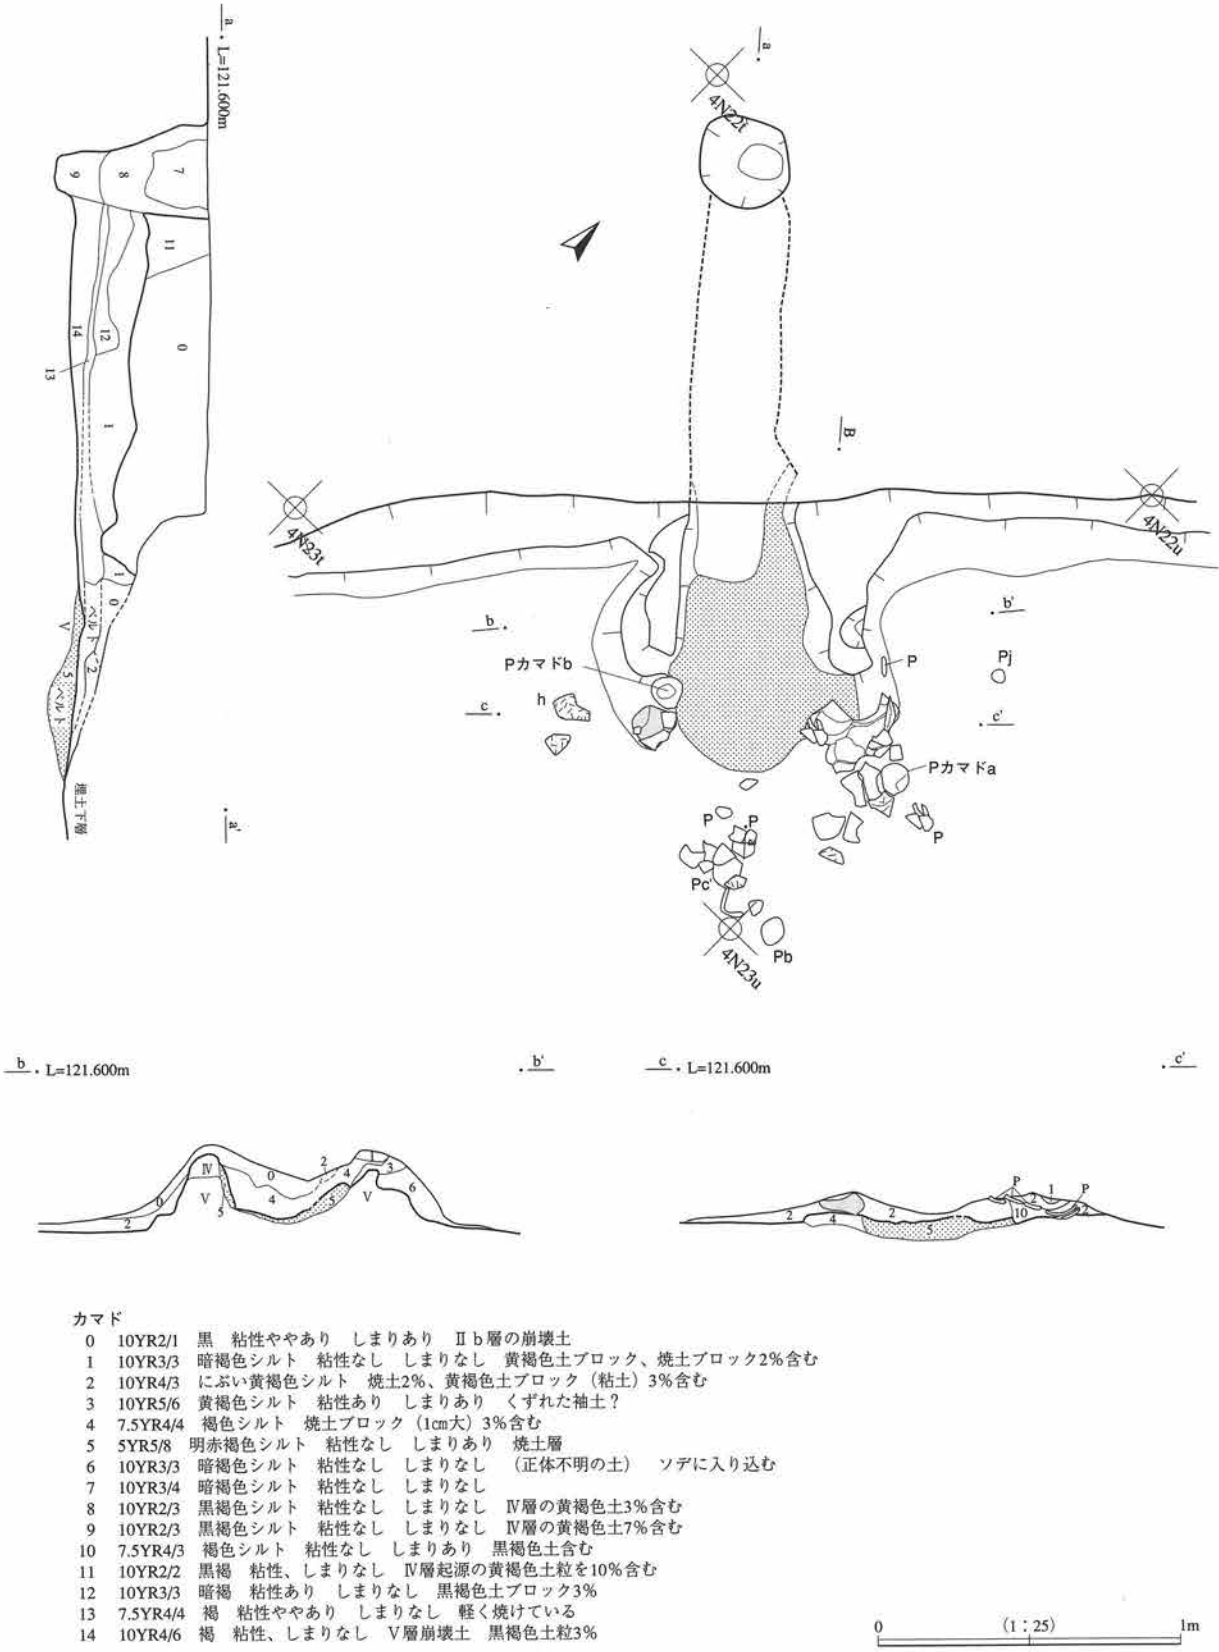 a
L=121.600m
7
8
9
11
0
12
14
13
1
1
0
ベルト
2
V
5
ベルト
埋土下層
a
4N22t
B
4N23t
4N22u
b
b'
Pカマドb
P
Pj
h
c
c'
Pカマドa
P
P
P
a
Pc'
Pb
4N23u
a'
b L=121.600m b'
c L=121.600m c'
Ⅳ
V
0
2
5
0
4
2
4
5
1
3
V
6
2
4
2
5
P
2
1
P
10
2
カマド
0 10YR2/1 黒 粘性ややあり しまりあり Ⅱb層の崩壊土
1 10YR3/3 暗褐色シルト 粘性なし しまりなし 黄褐色土ブロック、焼土ブロック2%含む
2 10YR4/3 にぶい黄褐色シルト 焼土2%、黄褐色土ブロック（粘土）3%含む
3 10YR5/6 黄褐色シルト 粘性あり しまりあり くずれた袖土？
4 7.5YR4/4 褐色シルト 焼土ブロック（1㎝大）3%含む
5 5YR5/8 明赤褐色シルト 粘性なし しまりあり 焼土層
6 10YR3/3 暗褐色シルト 粘性なし しまりなし （正体不明の土） ソデに入り込む
7 10YR3/4 暗褐色シルト 粘性なし しまりなし
8 10YR2/3 黒褐色シルト 粘性なし しまりなし Ⅳ層の黄褐色土3%含む
9 10YR2/3 黒褐色シルト 粘性なし しまりなし Ⅳ層の黄褐色土7%含む
10 7.5YR4/3 褐色シルト 粘性なし しまりあり 黒褐色土含む
11 10YR2/2 黒褐 粘性、しまりなし Ⅳ層起源の黄褐色土粒を10%含む
12 10YR3/3 暗褐 粘性あり しまりなし 黒褐色土ブロック3%
13 7.5YR4/4 褐 粘性ややあり しまりなし 軽く焼けている
14 10YR4/6 褐 粘性、しまりなし Ⅴ層崩壊土 黒褐色土粒3%
0 (1：25) 1m